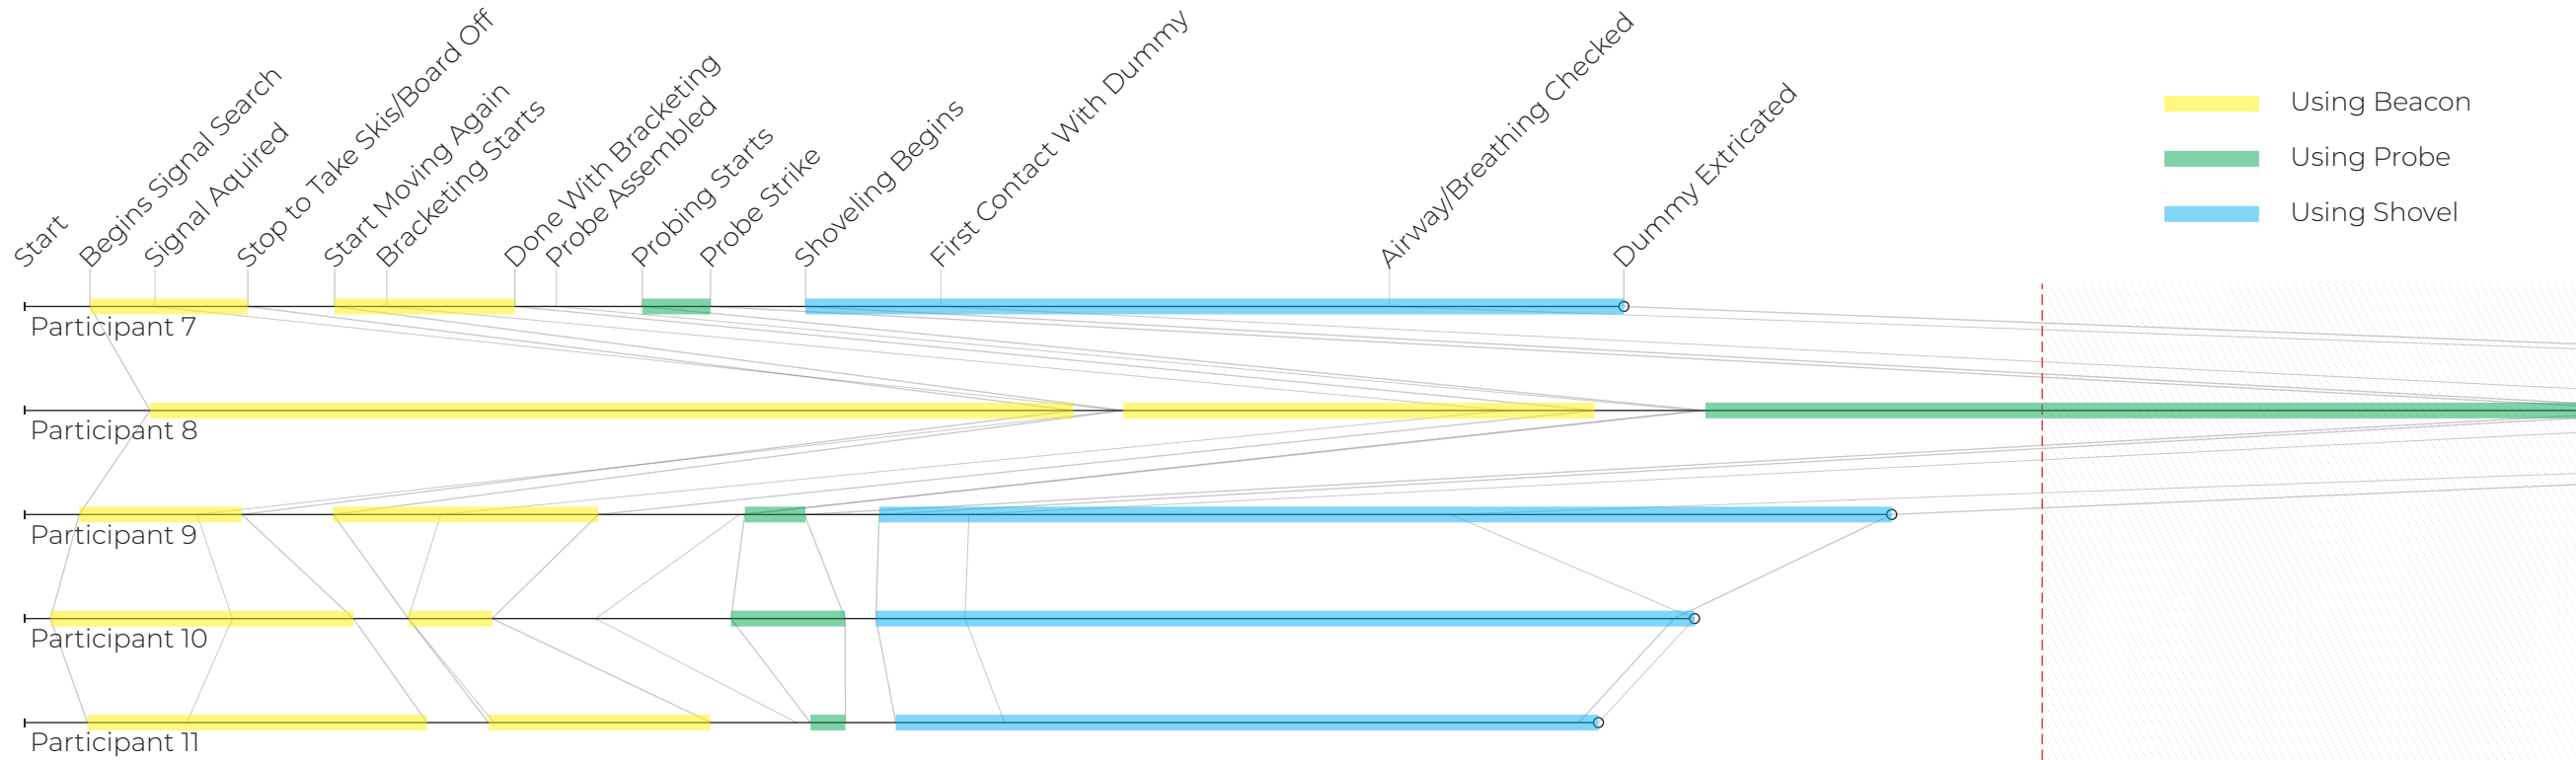 Start
Begins Signal Search
Signal Aquired
Stop to Take Skis/Board Off
Start Moving Again
Bracketing Starts
Done With Bracketing
Probe Assembled
Probing Starts
Probe Strike
Shoveling Begins
First Contact With Dummy
Airway/Breathing Checked
Dummy Extricated
Using Beacon
Using Probe
Using Shovel
Participant 7
Participant 8
Participant 9
Participant 10
Participant 11